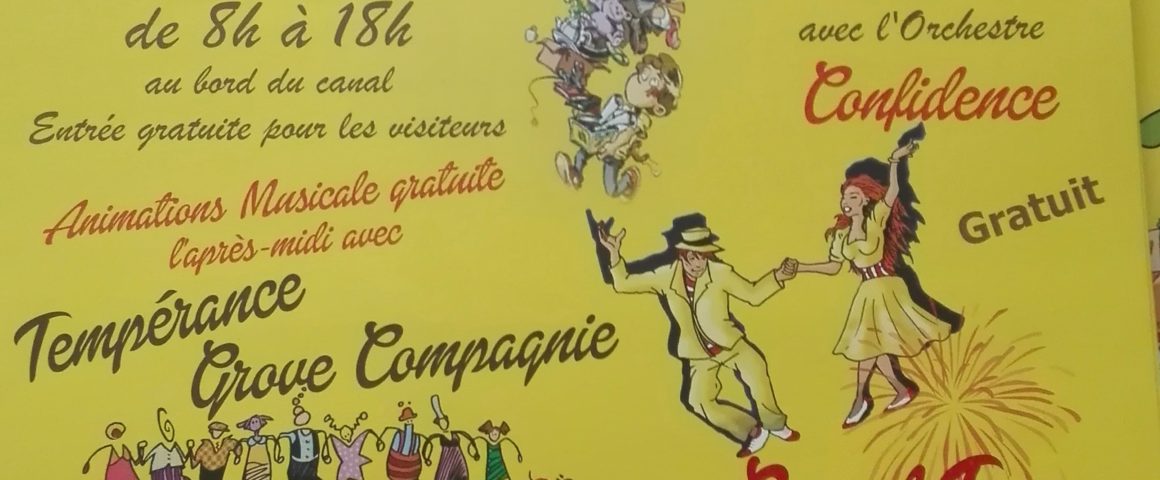 de 8h à 18h
au bord du canal
Entrée gratuite pour les visiteurs
Animations Musicale gratuite
l'après-midi avec
Tempérance
Grove Compagnie
avec l'Orchestre
Confidence
Gratuit